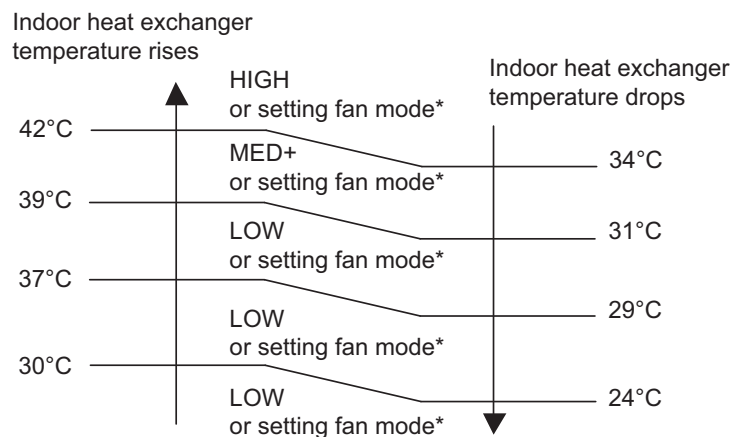 Indoor heat exchanger
temperature rises
Indoor heat exchanger
temperature drops
HIGH
or setting fan mode*
42°C
34°C
MED+
or setting fan mode*
39°C
31°C
LOW
or setting fan mode*
37°C
29°C
LOW
or setting fan mode*
30°C
24°C
LOW
or setting fan mode*